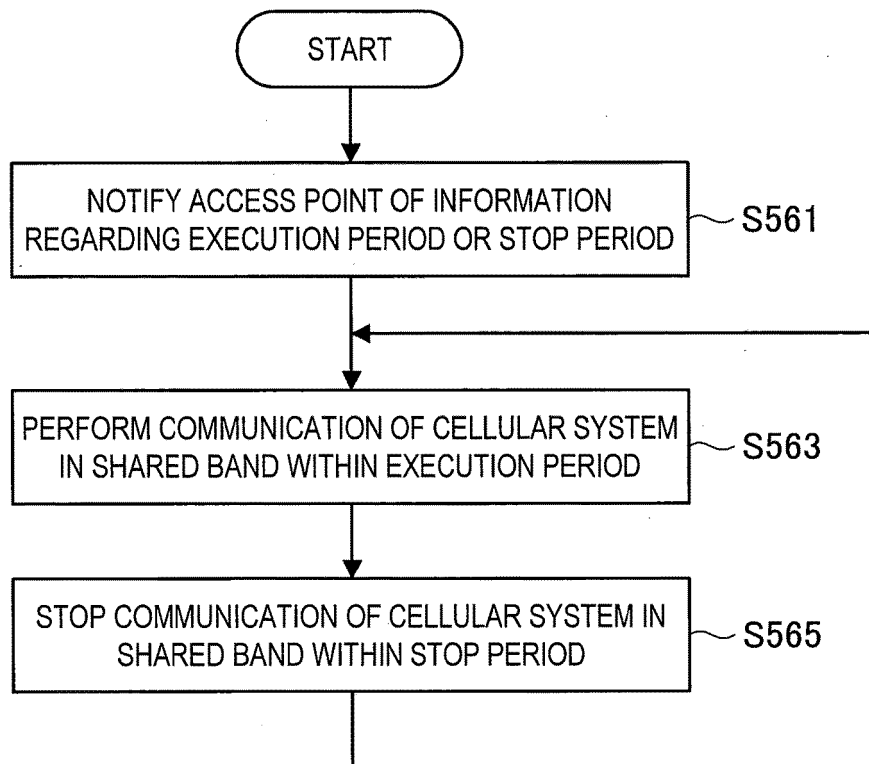 START
NOTIFY ACCESS POINT OF INFORMATION
REGARDING EXECUTION PERIOD OR STOP PERIOD
S561
PERFORM COMMUNICATION OF CELLULAR SYSTEM
IN SHARED BAND WITHIN EXECUTION PERIOD
S563
STOP COMMUNICATION OF CELLULAR SYSTEM IN
SHARED BAND WITHIN STOP PERIOD
S565